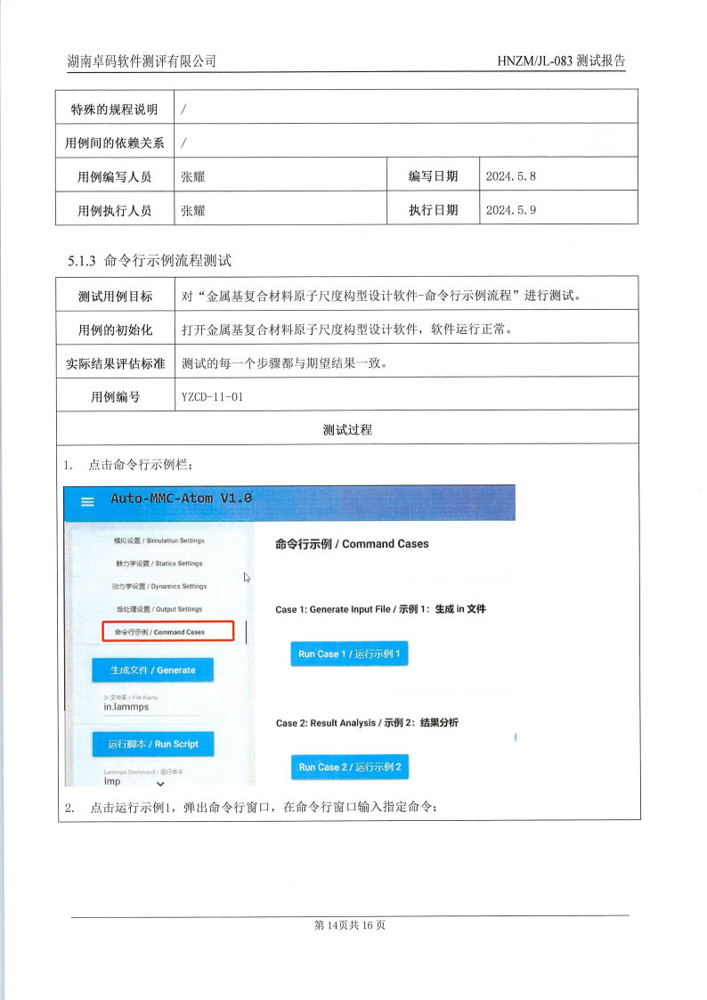 湖南卓码软件测评有限公司 HNZM/JL-083 测试报告
特殊的规程说明 /
用例间的依赖关系 /
用例编写人员 张耀 编写日期 2024.5.8
用例执行人员 张耀 执行日期 2024.5.9
5.1.3 命令行示例流程测试
测试用例目标 对“金属基复合材料原子尺度构型设计软件-命令行示例流程”进行测试。
用例的初始化 打开金属基复合材料原子尺度构型设计软件，软件运行正常。
实际结果评估标准 测试的每一个步骤都与期望结果一致。
用例编号 YZCD-11-01
测试过程
1. 点击命令行示例栏；
Auto-MMC-Atom V1.0
模拟设置 / Simulation Settings
静力学设置 / Statics Settings
动力学设置 / Dynamics Settings
后处理设置 / Output Settings
命令行示例 / Command Cases
生成文件 / Generate
in 文件名 / File Name
in.lammps
运行脚本 / Run Script
Lammps Command / 运行命令
lmp
命令行示例 / Command Cases
Case 1: Generate Input File / 示例 1：生成 in 文件
Run Case 1 / 运行示例 1
Case 2: Result Analysis / 示例 2：结果分析
Run Case 2 / 运行示例 2
2. 点击运行示例1，弹出命令行窗口，在命令行窗口输入指定命令；
第 14页共 16 页